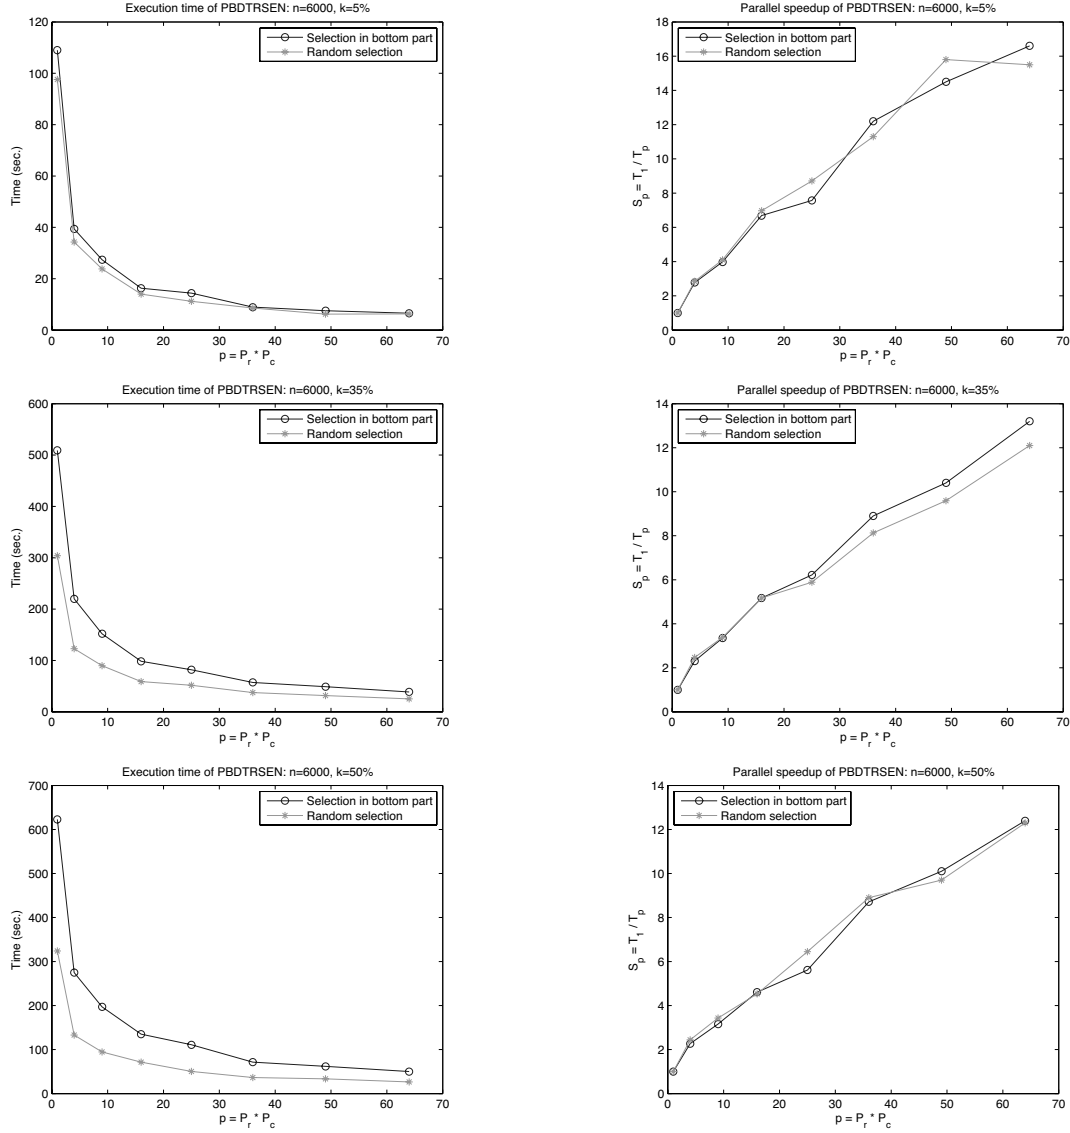 Execution time of PBDTRSEN: n=6000, k=5%
120
100
80
60
40
20
0
Time (sec.)
0 10 20 30 40 50 60 70
p = P_r * P_c
Selection in bottom part
Random selection
Parallel speedup of PBDTRSEN: n=6000, k=5%
18
16
14
12
10
8
6
4
2
0
S_p = T_1 / T_p
0 10 20 30 40 50 60 70
p = P_r * P_c
Selection in bottom part
Random selection
Execution time of PBDTRSEN: n=6000, k=35%
600
500
400
300
200
100
0
Time (sec.)
0 10 20 30 40 50 60 70
p = P_r * P_c
Selection in bottom part
Random selection
Parallel speedup of PBDTRSEN: n=6000, k=35%
14
12
10
8
6
4
2
0
S_p = T_1 / T_p
0 10 20 30 40 50 60 70
p = P_r * P_c
Selection in bottom part
Random selection
Execution time of PBDTRSEN: n=6000, k=50%
700
600
500
400
300
200
100
0
Time (sec.)
0 10 20 30 40 50 60 70
p = P_r * P_c
Selection in bottom part
Random selection
Parallel speedup of PBDTRSEN: n=6000, k=50%
14
12
10
8
6
4
2
0
S_p = T_1 / T_p
0 10 20 30 40 50 60 70
p = P_r * P_c
Selection in bottom part
Random selection